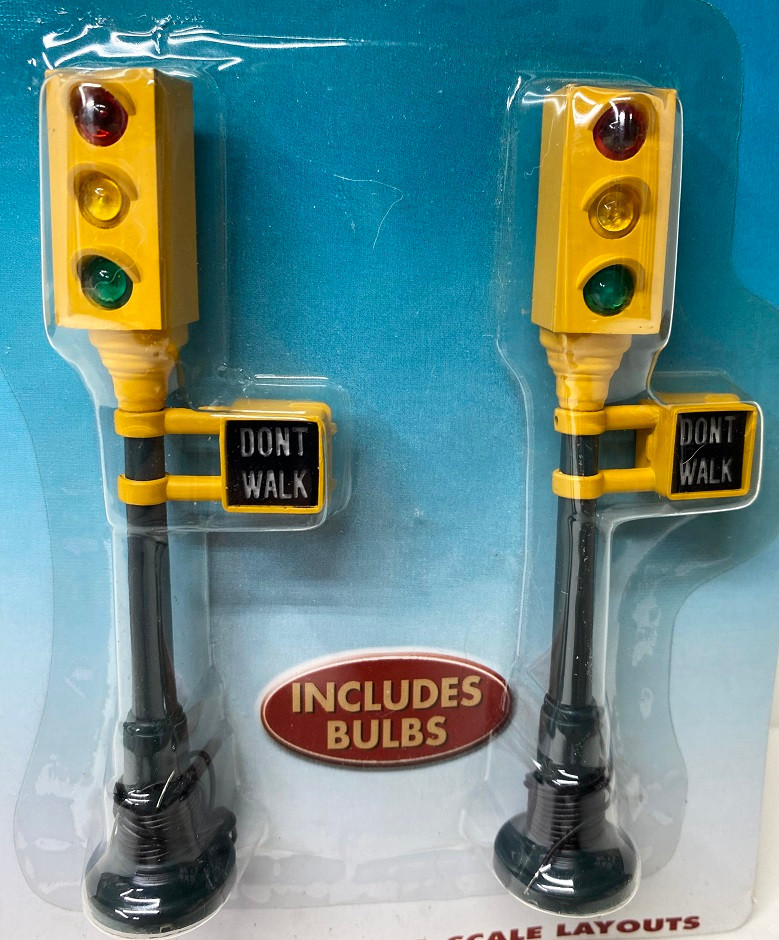 DONT
WALK
DONT
WALK
INCLUDES
BULBS
SCALE LAYOUTS